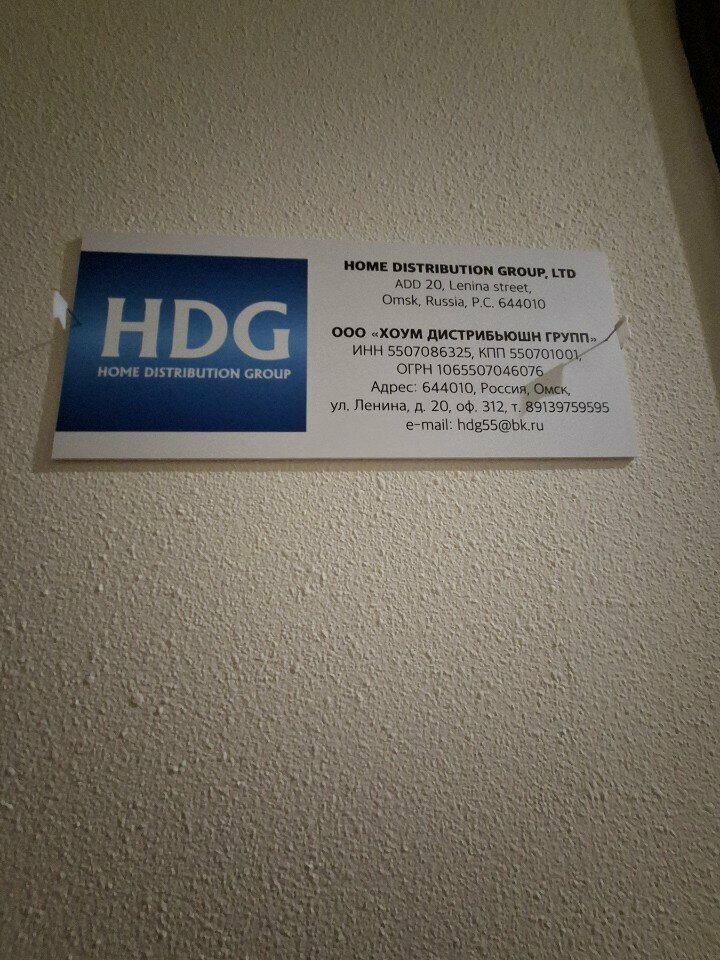 HDG
HOME DISTRIBUTION GROUP
HOME DISTRIBUTION GROUP, LTD
ADD 20, Lenina street,
Omsk, Russia, P.C. 644010
ООО «ХОУМ ДИСТРИБЬЮШН ГРУПП»
ИНН 5507086325, КПП 550701001,
ОГРН 1065507046076
Адрес: 644010, Россия, Омск,
ул. Ленина, д. 20, оф. 312, т. 89139759595
e-mail: hdg55@bk.ru